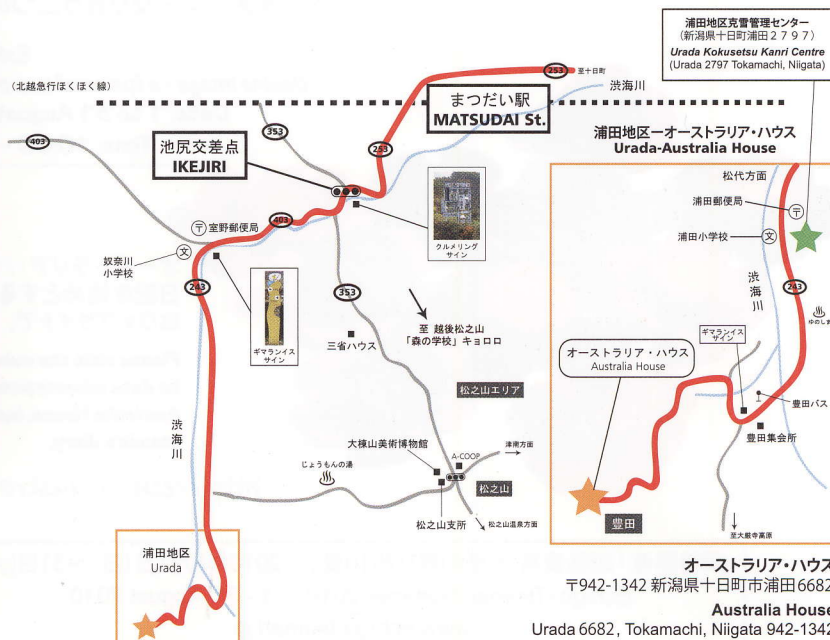 浦田地区克雪管理センター
(新潟県十日町浦田2797)
Urada Kokusetsu Kanri Centre
(Urada 2797 Tokamachi, Niigata)
253
至十日町
渋海川
(北越急行ほくほく線)
まつだい駅
MATSUDAI St.
353
253
403
池尻交差点
IKEJIRI
浦田地区ーオーストラリア・ハウス
Urada-Australia House
松代方面
浦田郵便局
〒
浦田小学校
文
〒
室野郵便局
403
クルメリング
サイン
文
奴奈川
小学校
243
353
ギマランイス
サイン
三省ハウス
至 越後松之山
「森の学校」キョロロ
渋海川
243
ゆのしま
ギマランイス
サイン
オーストラリア・ハウス
Australia House
松之山エリア
豊田バス
豊田集会所
渋海川
大棟山美術博物館
A-COOP
津南方面
じょうもんの湯
松之山
松之山支所
松之山温泉方面
豊田
至大厳寺高原
浦田地区
Urada
オーストラリア・ハウス
〒942-1342 新潟県十日町市浦田6682
Australia House
Urada 6682, Tokamachi, Niigata 942-1342